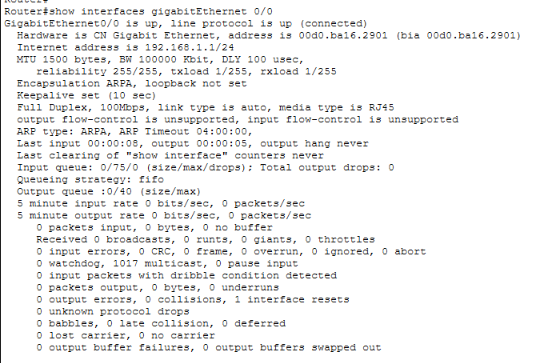 Router#
Router#show interfaces gigabitEthernet 0/0
GigabitEthernet0/0 is up, line protocol is up (connected)
Hardware is CN Gigabit Ethernet, address is 00d0.ba16.2901 (bia 00d0.ba16.2901)
Internet address is 192.168.1.1/24
MTU 1500 bytes, BW 100000 Kbit, DLY 100 usec,
reliability 255/255, txload 1/255, rxload 1/255
Encapsulation ARPA, loopback not set
Keepalive set (10 sec)
Full Duplex, 100Mbps, link type is auto, media type is RJ45
output flow-control is unsupported, input flow-control is unsupported
ARP type: ARPA, ARP Timeout 04:00:00,
Last input 00:00:08, output 00:00:05, output hang never
Last clearing of "show interface" counters never
Input queue: 0/75/0 (size/max/drops); Total output drops: 0
Queueing strategy: fifo
Output queue :0/40 (size/max)
5 minute input rate 0 bits/sec, 0 packets/sec
5 minute output rate 0 bits/sec, 0 packets/sec
0 packets input, 0 bytes, 0 no buffer
Received 0 broadcasts, 0 runts, 0 giants, 0 throttles
0 input errors, 0 CRC, 0 frame, 0 overrun, 0 ignored, 0 abort
0 watchdog, 1017 multicast, 0 pause input
0 input packets with dribble condition detected
0 packets output, 0 bytes, 0 underruns
0 output errors, 0 collisions, 1 interface resets
0 unknown protocol drops
0 babbles, 0 late collision, 0 deferred
0 lost carrier, 0 no carrier
0 output buffer failures, 0 output buffers swapped out